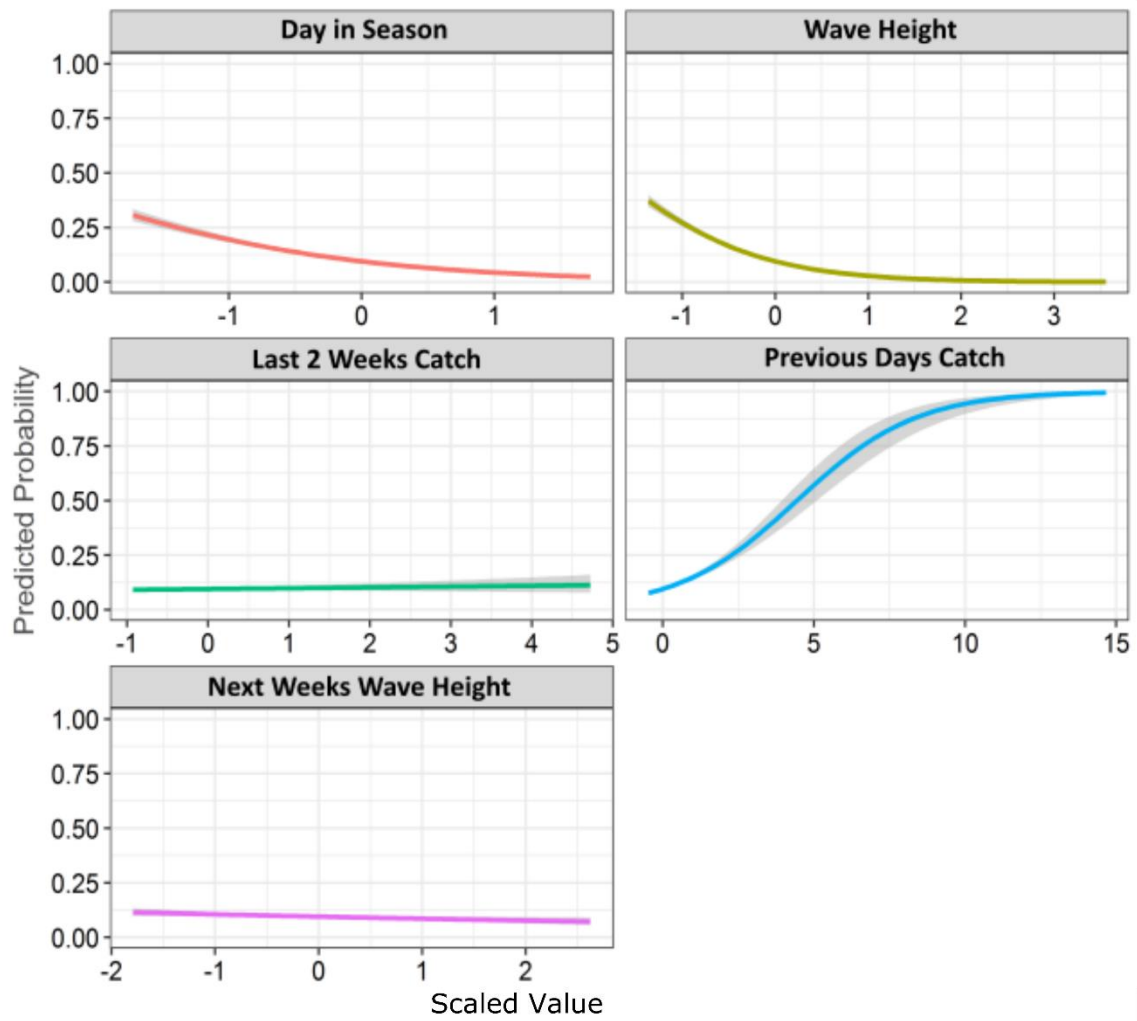 Day in Season
Wave Height
1.00
0.75
0.50
0.25
0.00
-1 0 1
-1 0 1 2 3
Last 2 Weeks Catch
Previous Days Catch
Predicted Probability
1.00
0.75
0.50
0.25
0.00
-1 0 1 2 3 4 5
0 5 10 15
Next Weeks Wave Height
1.00
0.75
0.50
0.25
0.00
-2 -1 0 1 2
Scaled Value